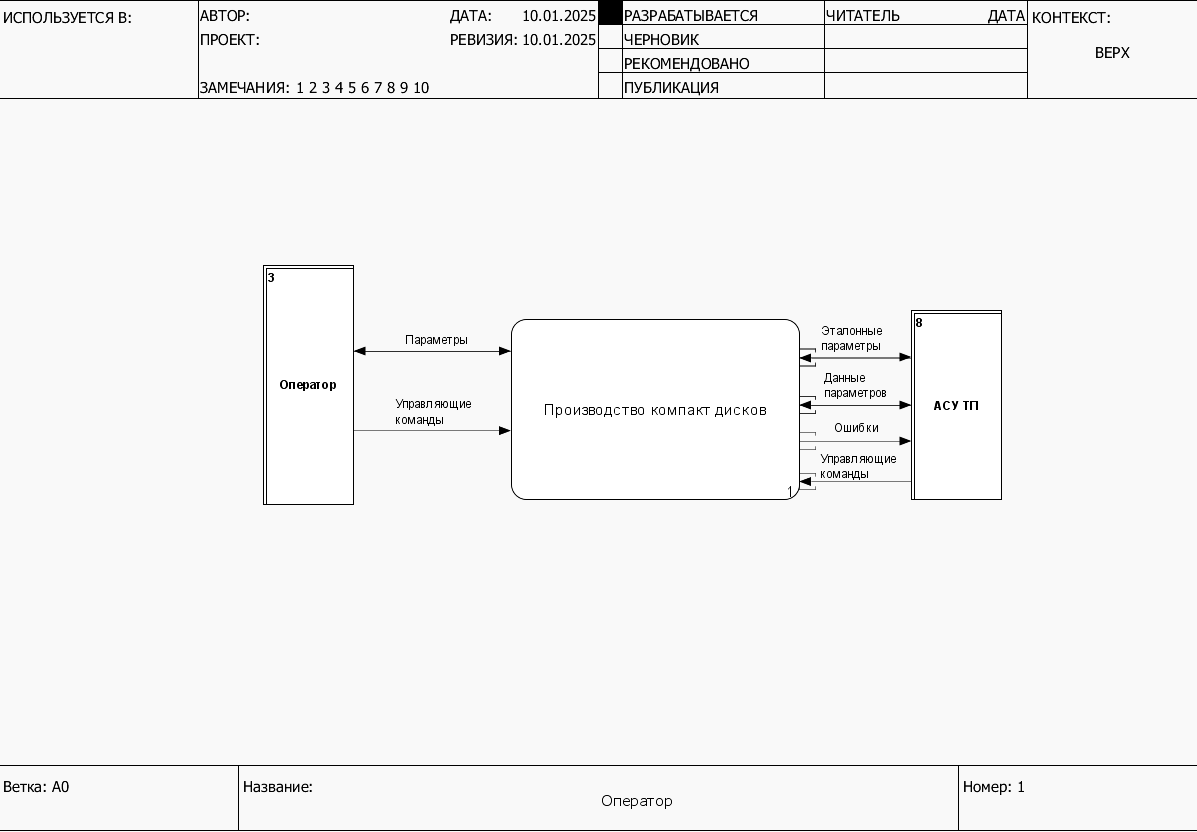 ИСПОЛЬЗУЕТСЯ В:
АВТОР:
ДАТА: 10.01.2025
ПРОЕКТ:
РЕВИЗИЯ: 10.01.2025
ЗАМЕЧАНИЯ: 1 2 3 4 5 6 7 8 9 10
РАЗРАБАТЫВАЕТСЯ
ЧЕРНОВИК
РЕКОМЕНДОВАНО
ПУБЛИКАЦИЯ
ЧИТАТЕЛЬ
ДАТА
КОНТЕКСТ:
ВЕРХ
3
Оператор
Параметры
Управляющие
команды
Производство компакт дисков
1
Эталонные
параметры
Данные
параметров
Ошибки
Управляющие
команды
8
АСУ ТП
Ветка: A0
Название:
Оператор
Номер: 1